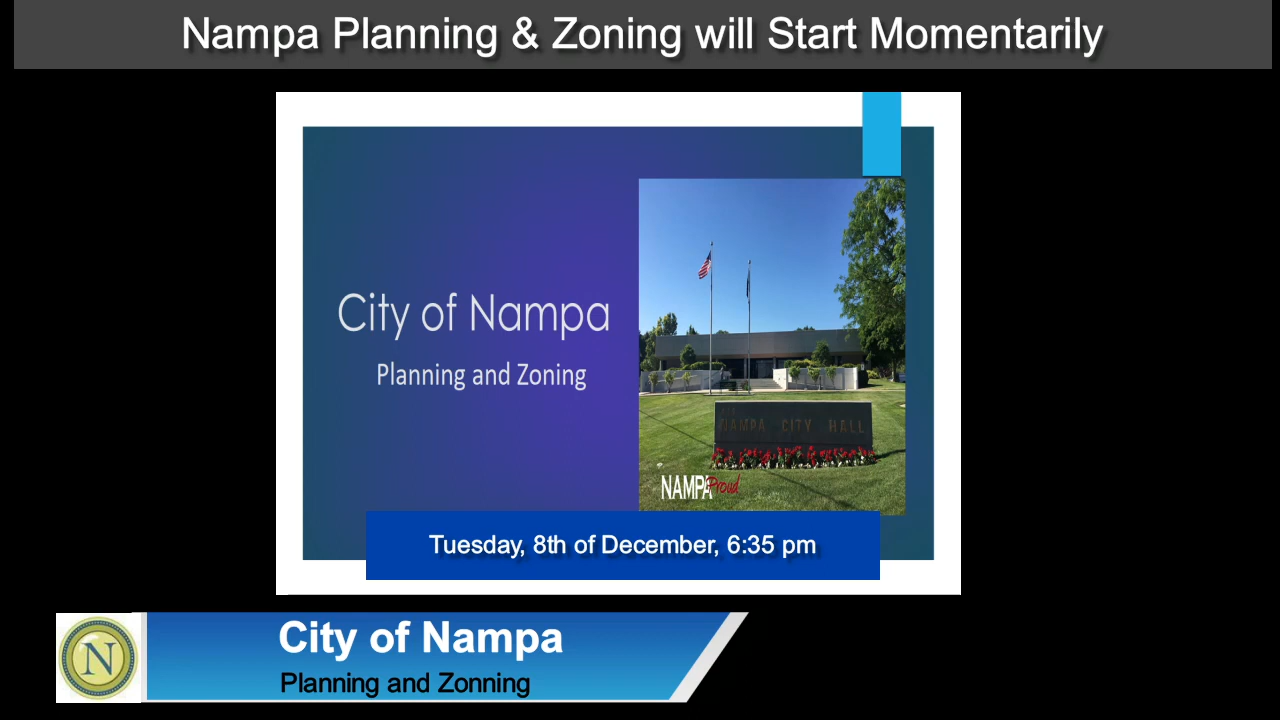 Nampa Planning & Zoning will Start Momentarily
City of Nampa
Planning and Zoning
NAMPA CITY HALL
NAMPA Proud
Tuesday, 8th of December, 6:35 pm
N
City of Nampa
Planning and Zonning